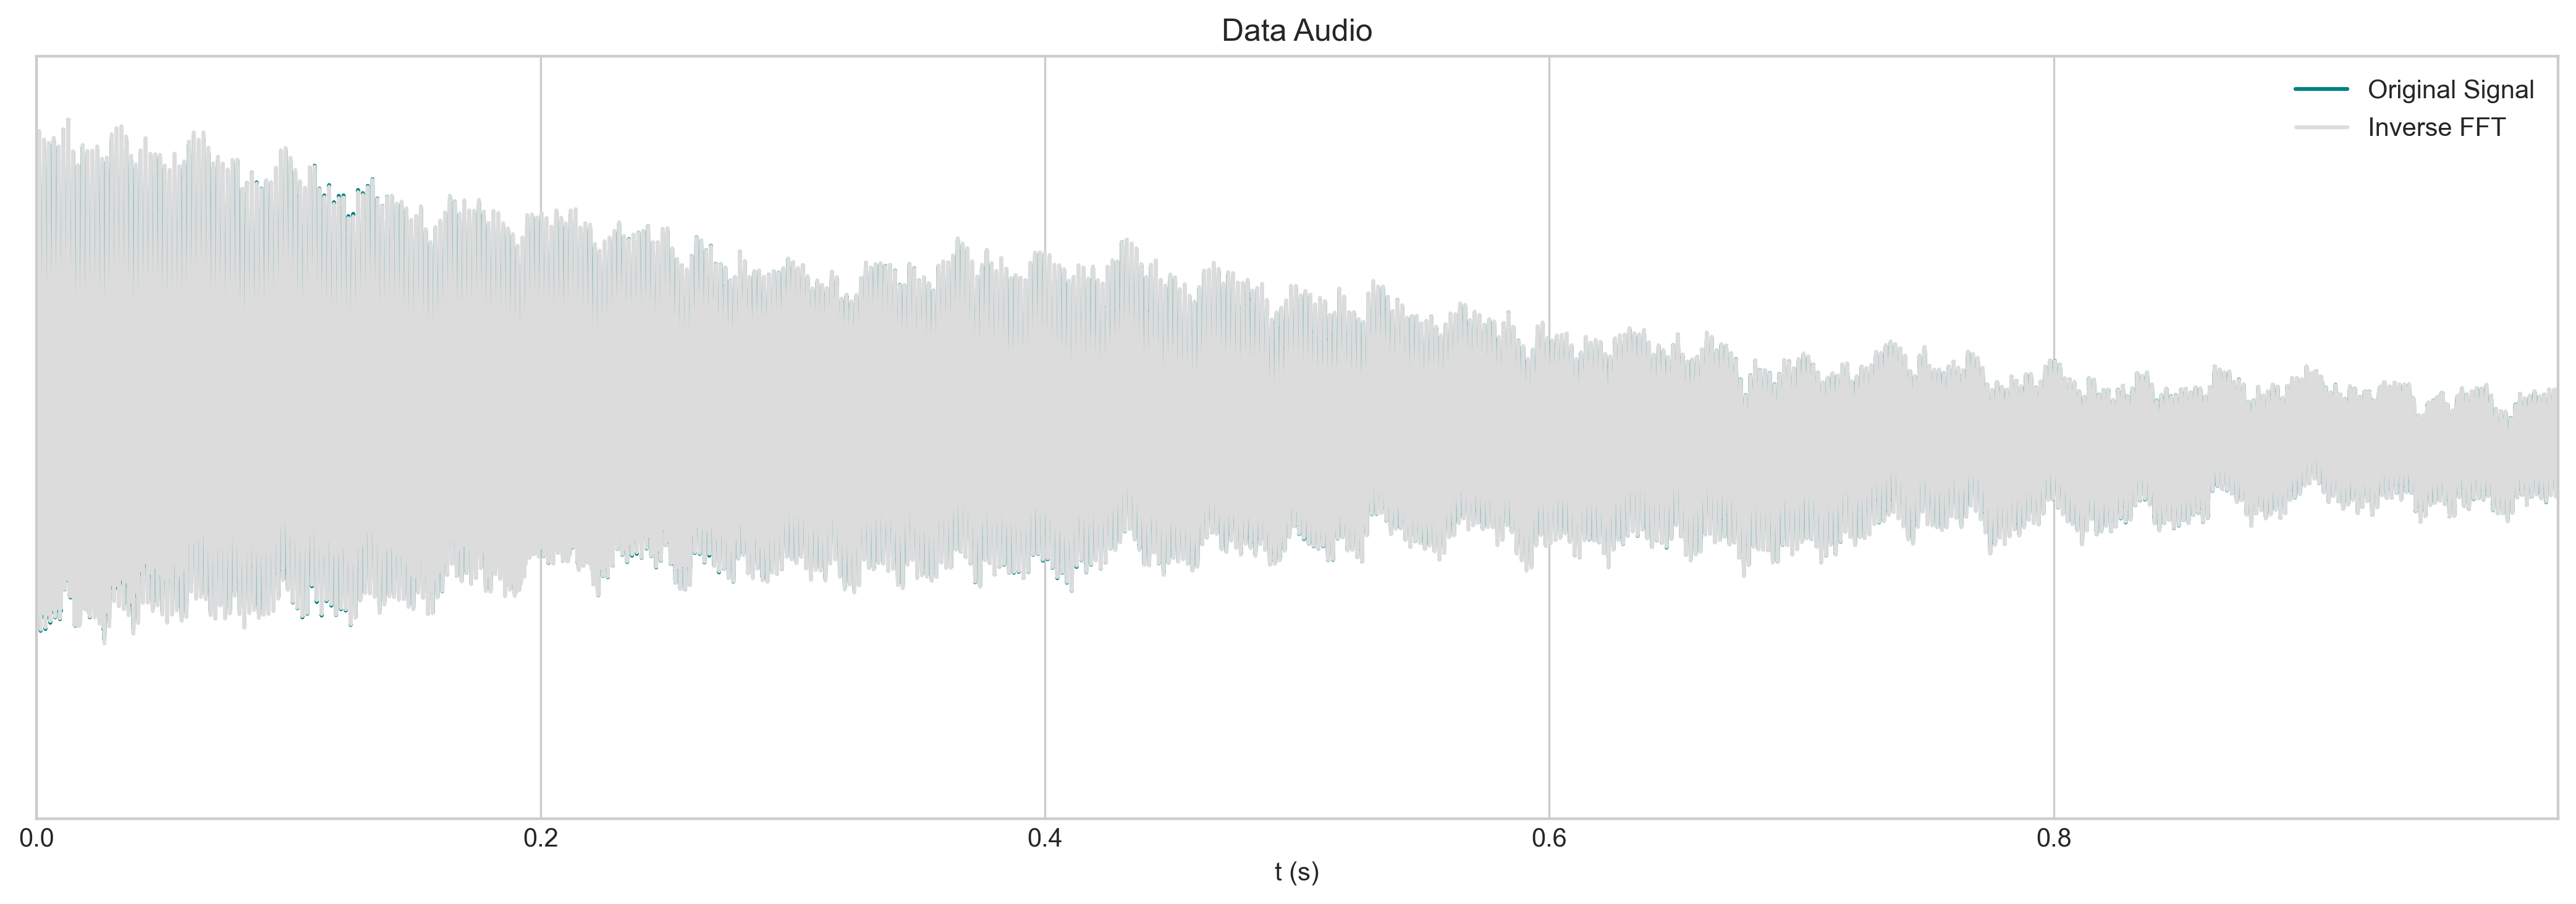 Data Audio
Original Signal
Inverse FFT
0.0 0.2 0.4 0.6 0.8
t (s)